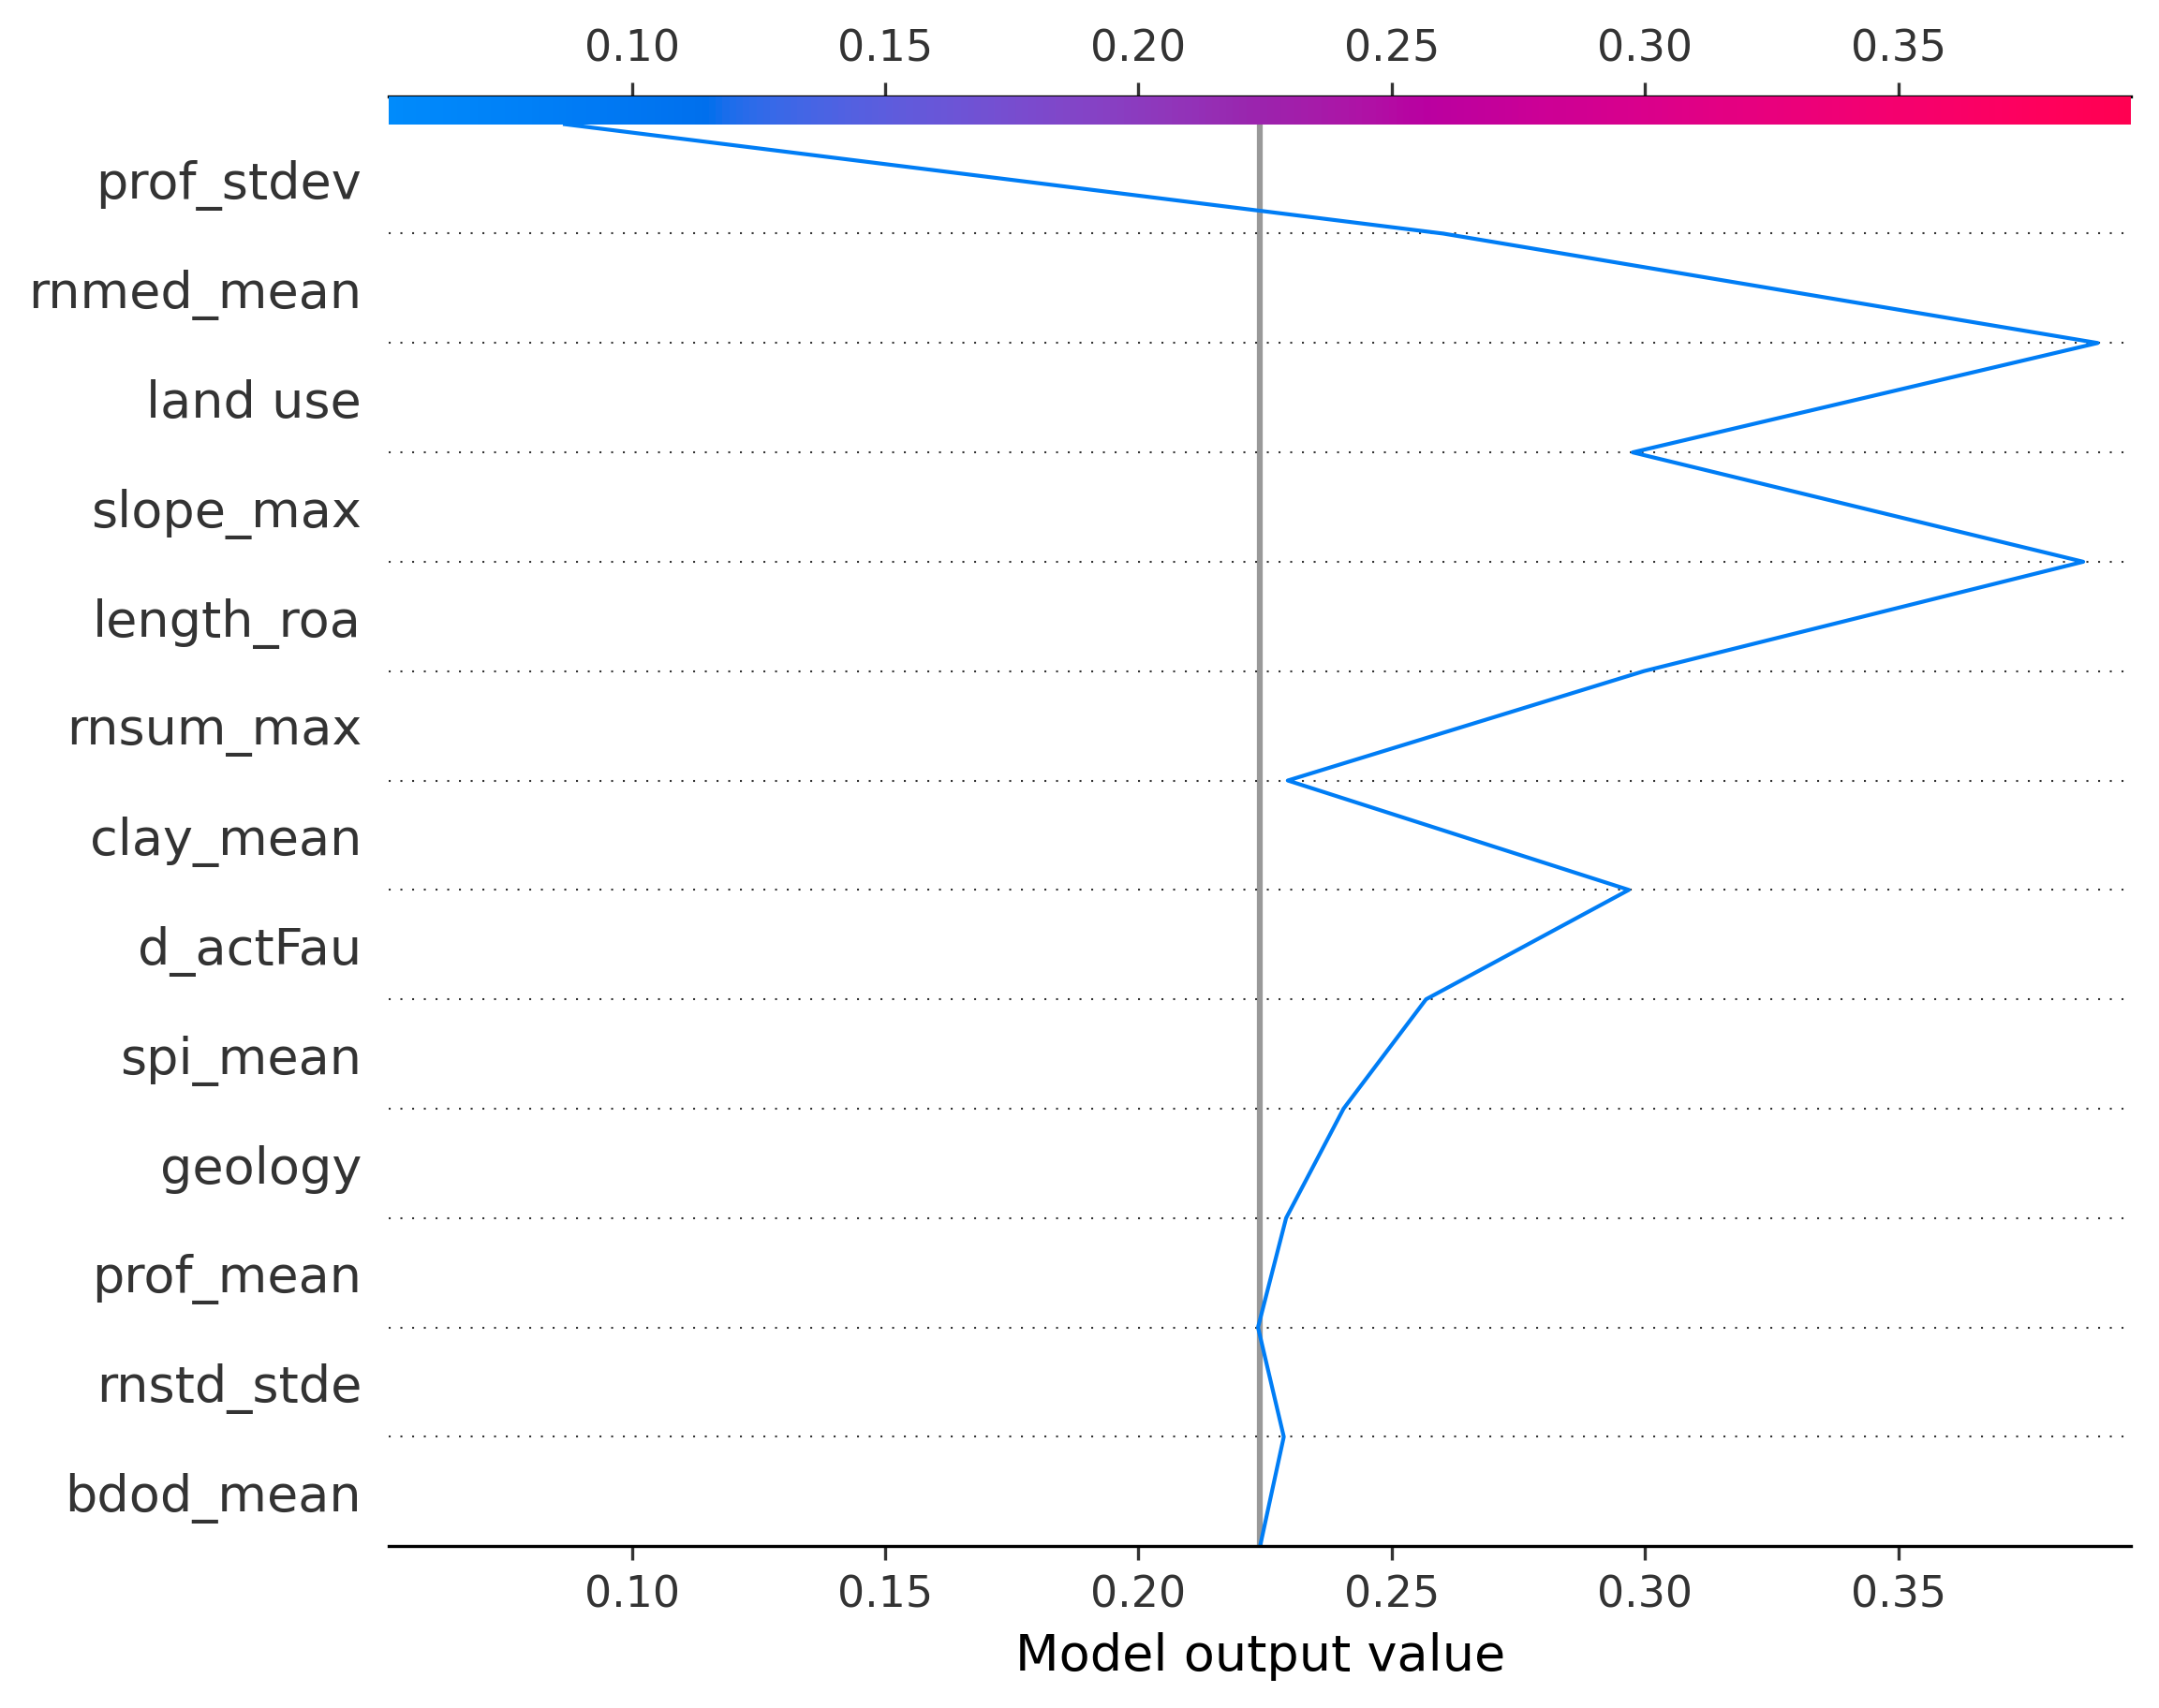 0.10 0.15 0.20 0.25 0.30 0.35
prof_stdev
rnmed_mean
land use
slope_max
length_roa
rnsum_max
clay_mean
d_actFau
spi_mean
geology
prof_mean
rnstd_stde
bdod_mean
0.10 0.15 0.20 0.25 0.30 0.35
Model output value